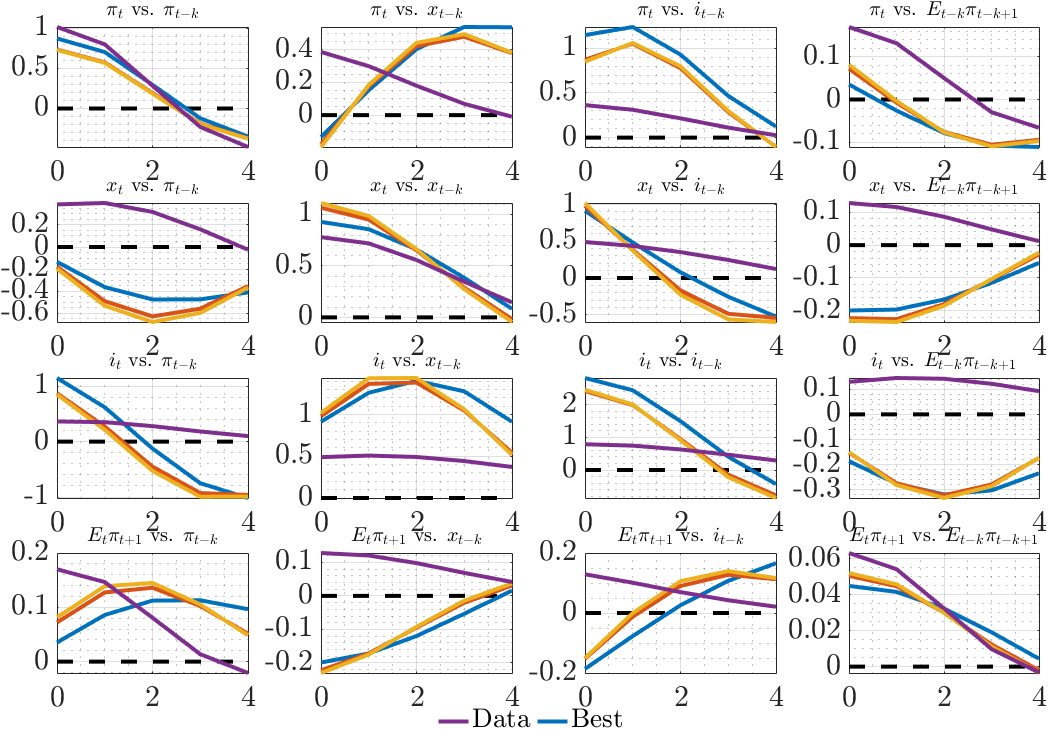 π_t vs. π_{t−k}
1
0.5
0
0 2 4
π_t vs. x_{t−k}
0.4
0.2
0
0 2 4
π_t vs. i_{t−k}
1
0.5
0
0 2 4
π_t vs. E_{t−k}π_{t−k+1}
0.1
0
-0.1
0 2 4
x_t vs. π_{t−k}
0.2
0
-0.2
-0.4
-0.6
0 2 4
x_t vs. x_{t−k}
1
0.5
0
0 2 4
x_t vs. i_{t−k}
1
0.5
0
-0.5
0 2 4
x_t vs. E_{t−k}π_{t−k+1}
0.1
0
-0.1
-0.2
0 2 4
i_t vs. π_{t−k}
1
0
-1
0 2 4
i_t vs. x_{t−k}
1
0.5
0
0 2 4
i_t vs. i_{t−k}
2
1
0
0 2 4
i_t vs. E_{t−k}π_{t−k+1}
0.1
0
-0.1
-0.2
-0.3
0 2 4
E_tπ_{t+1} vs. π_{t−k}
0.2
0.1
0
0 2 4
E_tπ_{t+1} vs. x_{t−k}
0.1
0
-0.1
-0.2
0 2 4
E_tπ_{t+1} vs. i_{t−k}
0.2
0
-0.2
0 2 4
E_tπ_{t+1} vs. E_{t−k}π_{t−k+1}
0.06
0.04
0.02
0
0 2 4
Data Best